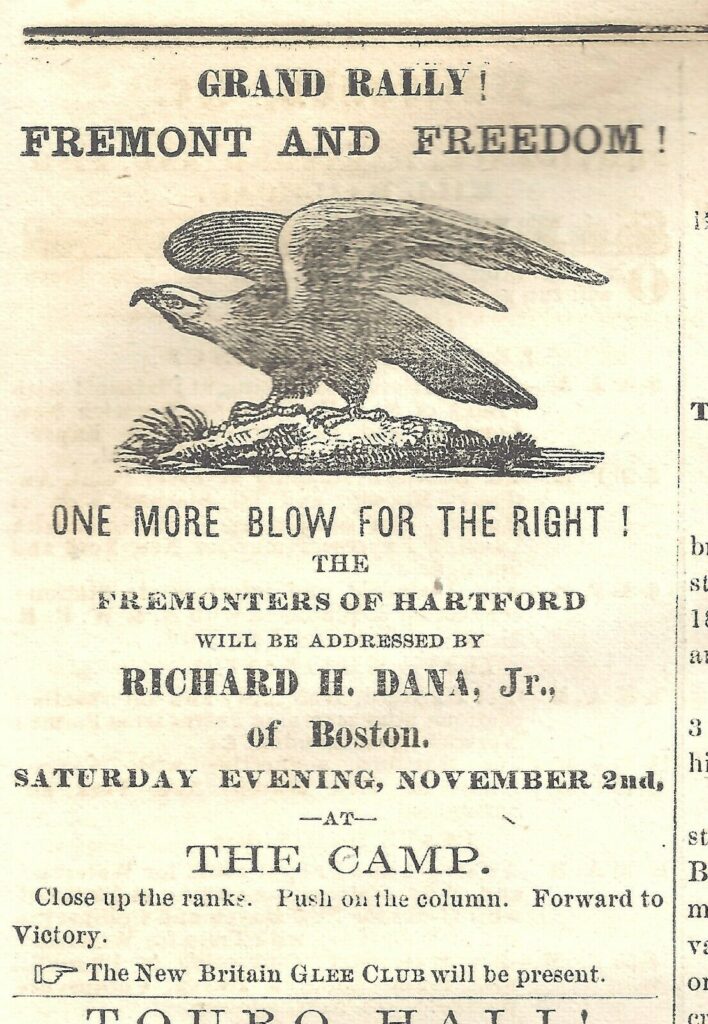 GRAND RALLY!
FREMONT AND FREEDOM!
ONE MORE BLOW FOR THE RIGHT!
THE
FREMONTERS OF HARTFORD
WILL BE ADDRESSED BY
RICHARD H. DANA, Jr.,
of Boston.
SATURDAY EVENING, NOVEMBER 2nd,
—AT—
THE CAMP.
Close up the ranks. Push on the column. Forward to
Victory.
☞ The New Britain GLEE CLUB will be present.
TOURO HALL!